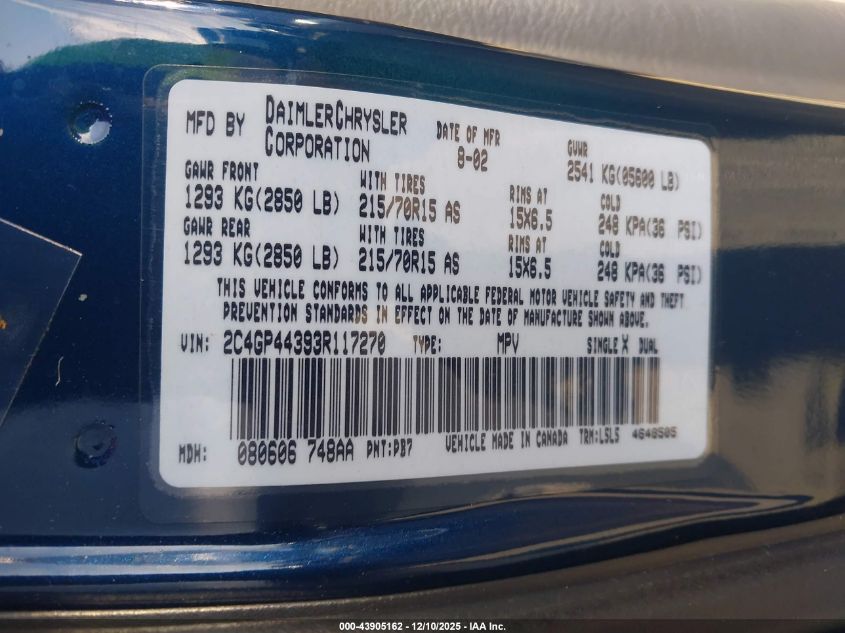 MFD BY DAIMLERCHRYSLER CORPORATION DATE OF MFR 8-02 GVWR 2541 KG(05600 LB)
GAWR FRONT WITH TIRES RIMS AT COLD
1293 KG(2850 LB) 215/70R15 AS 15X6.5 248 KPA(36 PSI)
GAWR REAR WITH TIRES RIMS AT COLD
1293 KG(2850 LB) 215/70R15 AS 15X6.5 248 KPA(36 PSI)
THIS VEHICLE CONFORMS TO ALL APPLICABLE FEDERAL MOTOR VEHICLE SAFETY AND THEFT
PREVENTION STANDARDS IN EFFECT ON THE DATE OF MANUFACTURE SHOWN ABOVE.
VIN: 2C4GP44393R117270 TYPE: MPV SINGLE X DUAL
MDH: 080606 748AA PNT:PB7 VEHICLE MADE IN CANADA TRM:LSL5 4648505
000-43905162 - 12/10/2025 - IAA Inc.